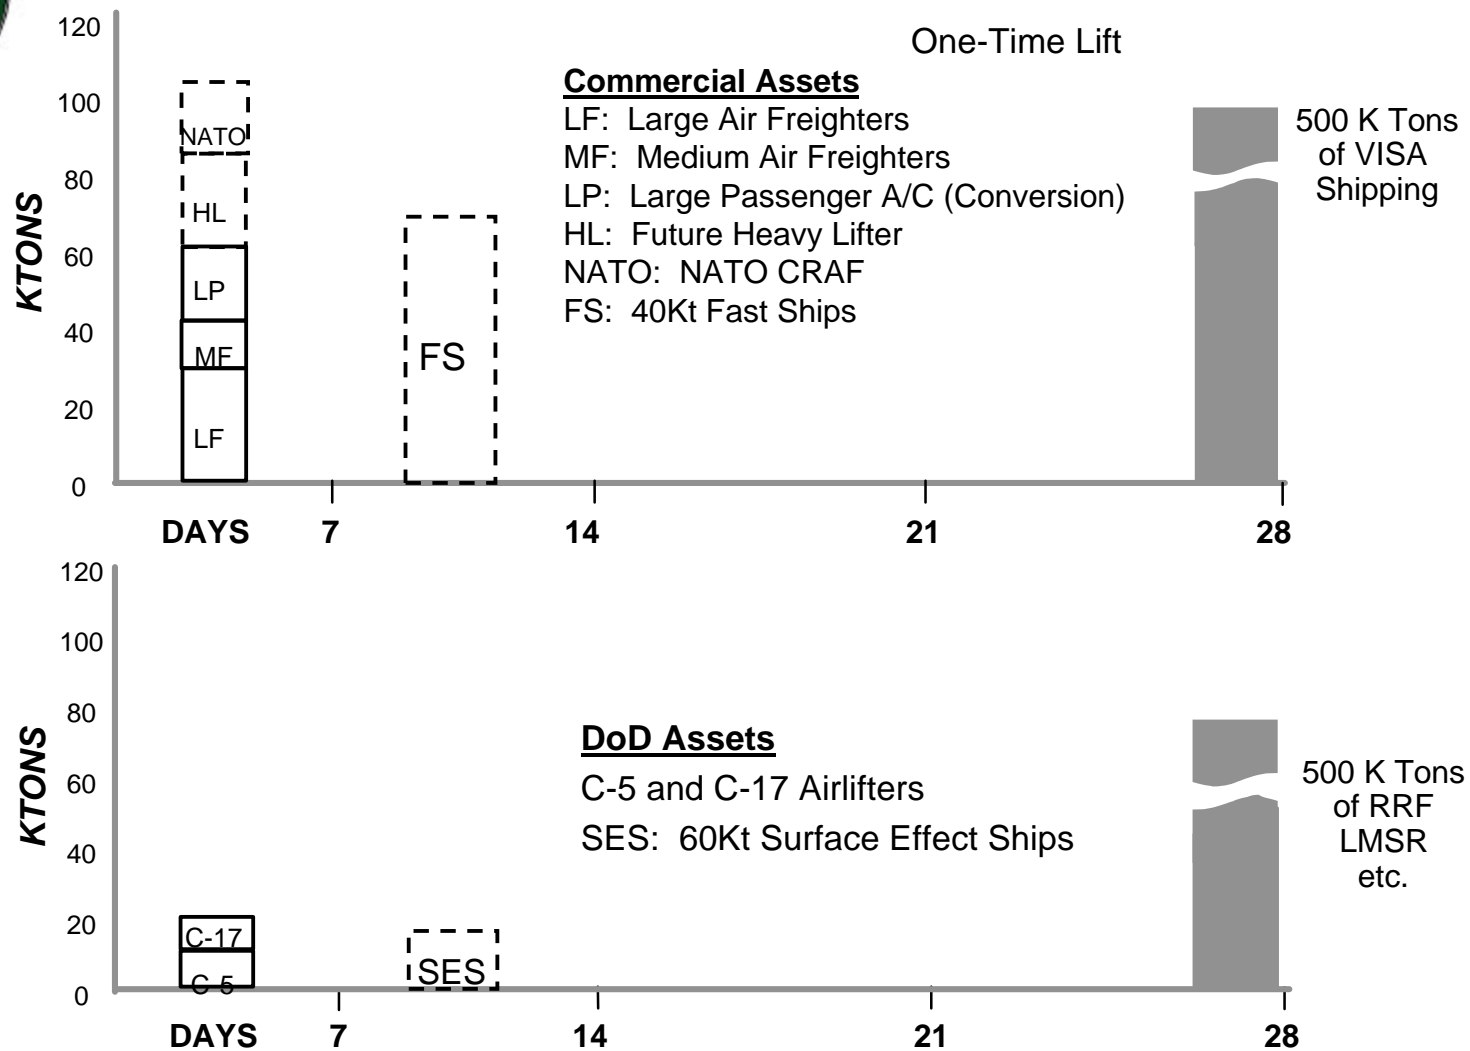 One-Time Lift
120
100
80
60
40
20
0
KTONS
NATO
HL
LP
MF
LF
FS
Commercial Assets
LF: Large Air Freighters
MF: Medium Air Freighters
LP: Large Passenger A/C (Conversion)
HL: Future Heavy Lifter
NATO: NATO CRAF
FS: 40Kt Fast Ships
500 K Tons
of VISA
Shipping
DAYS 7 14 21 28
120
100
80
60
40
20
0
KTONS
C-17
C-5
SES
DoD Assets
C-5 and C-17 Airlifters
SES: 60Kt Surface Effect Ships
500 K Tons
of RRF
LMSR
etc.
DAYS 7 14 21 28